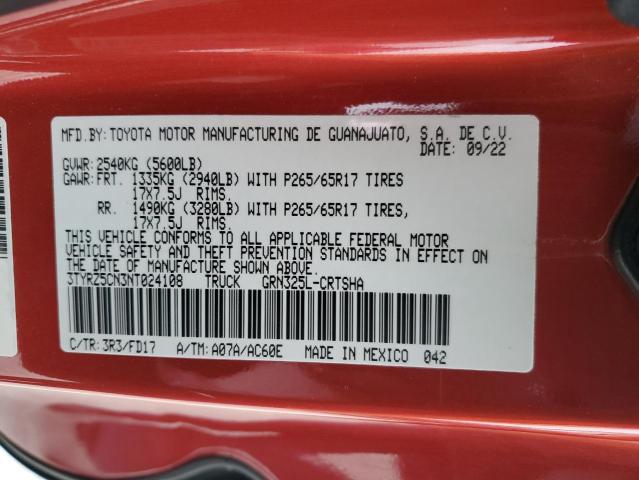 MFD.BY: TOYOTA MOTOR MANUFACTURING DE GUANAJUATO, S.A. DE C.V.
DATE: 09/22
GVWR: 2540KG (5600LB)
GAWR: FRT. 1335KG (2940LB) WITH P265/65R17 TIRES
17X7.5J RIMS.
RR. 1490KG (3280LB) WITH P265/65R17 TIRES,
17X7.5J RIMS.
THIS VEHICLE CONFORMS TO ALL APPLICABLE FEDERAL MOTOR
VEHICLE SAFETY AND THEFT PREVENTION STANDARDS IN EFFECT ON
THE DATE OF MANUFACTURE SHOWN ABOVE.
3TYRZ5CN3NT024108 TRUCK GRN325L-CRTSHA
C/TR: 3R3/FD17 A/TM: A07A/AC60E MADE IN MEXICO 042